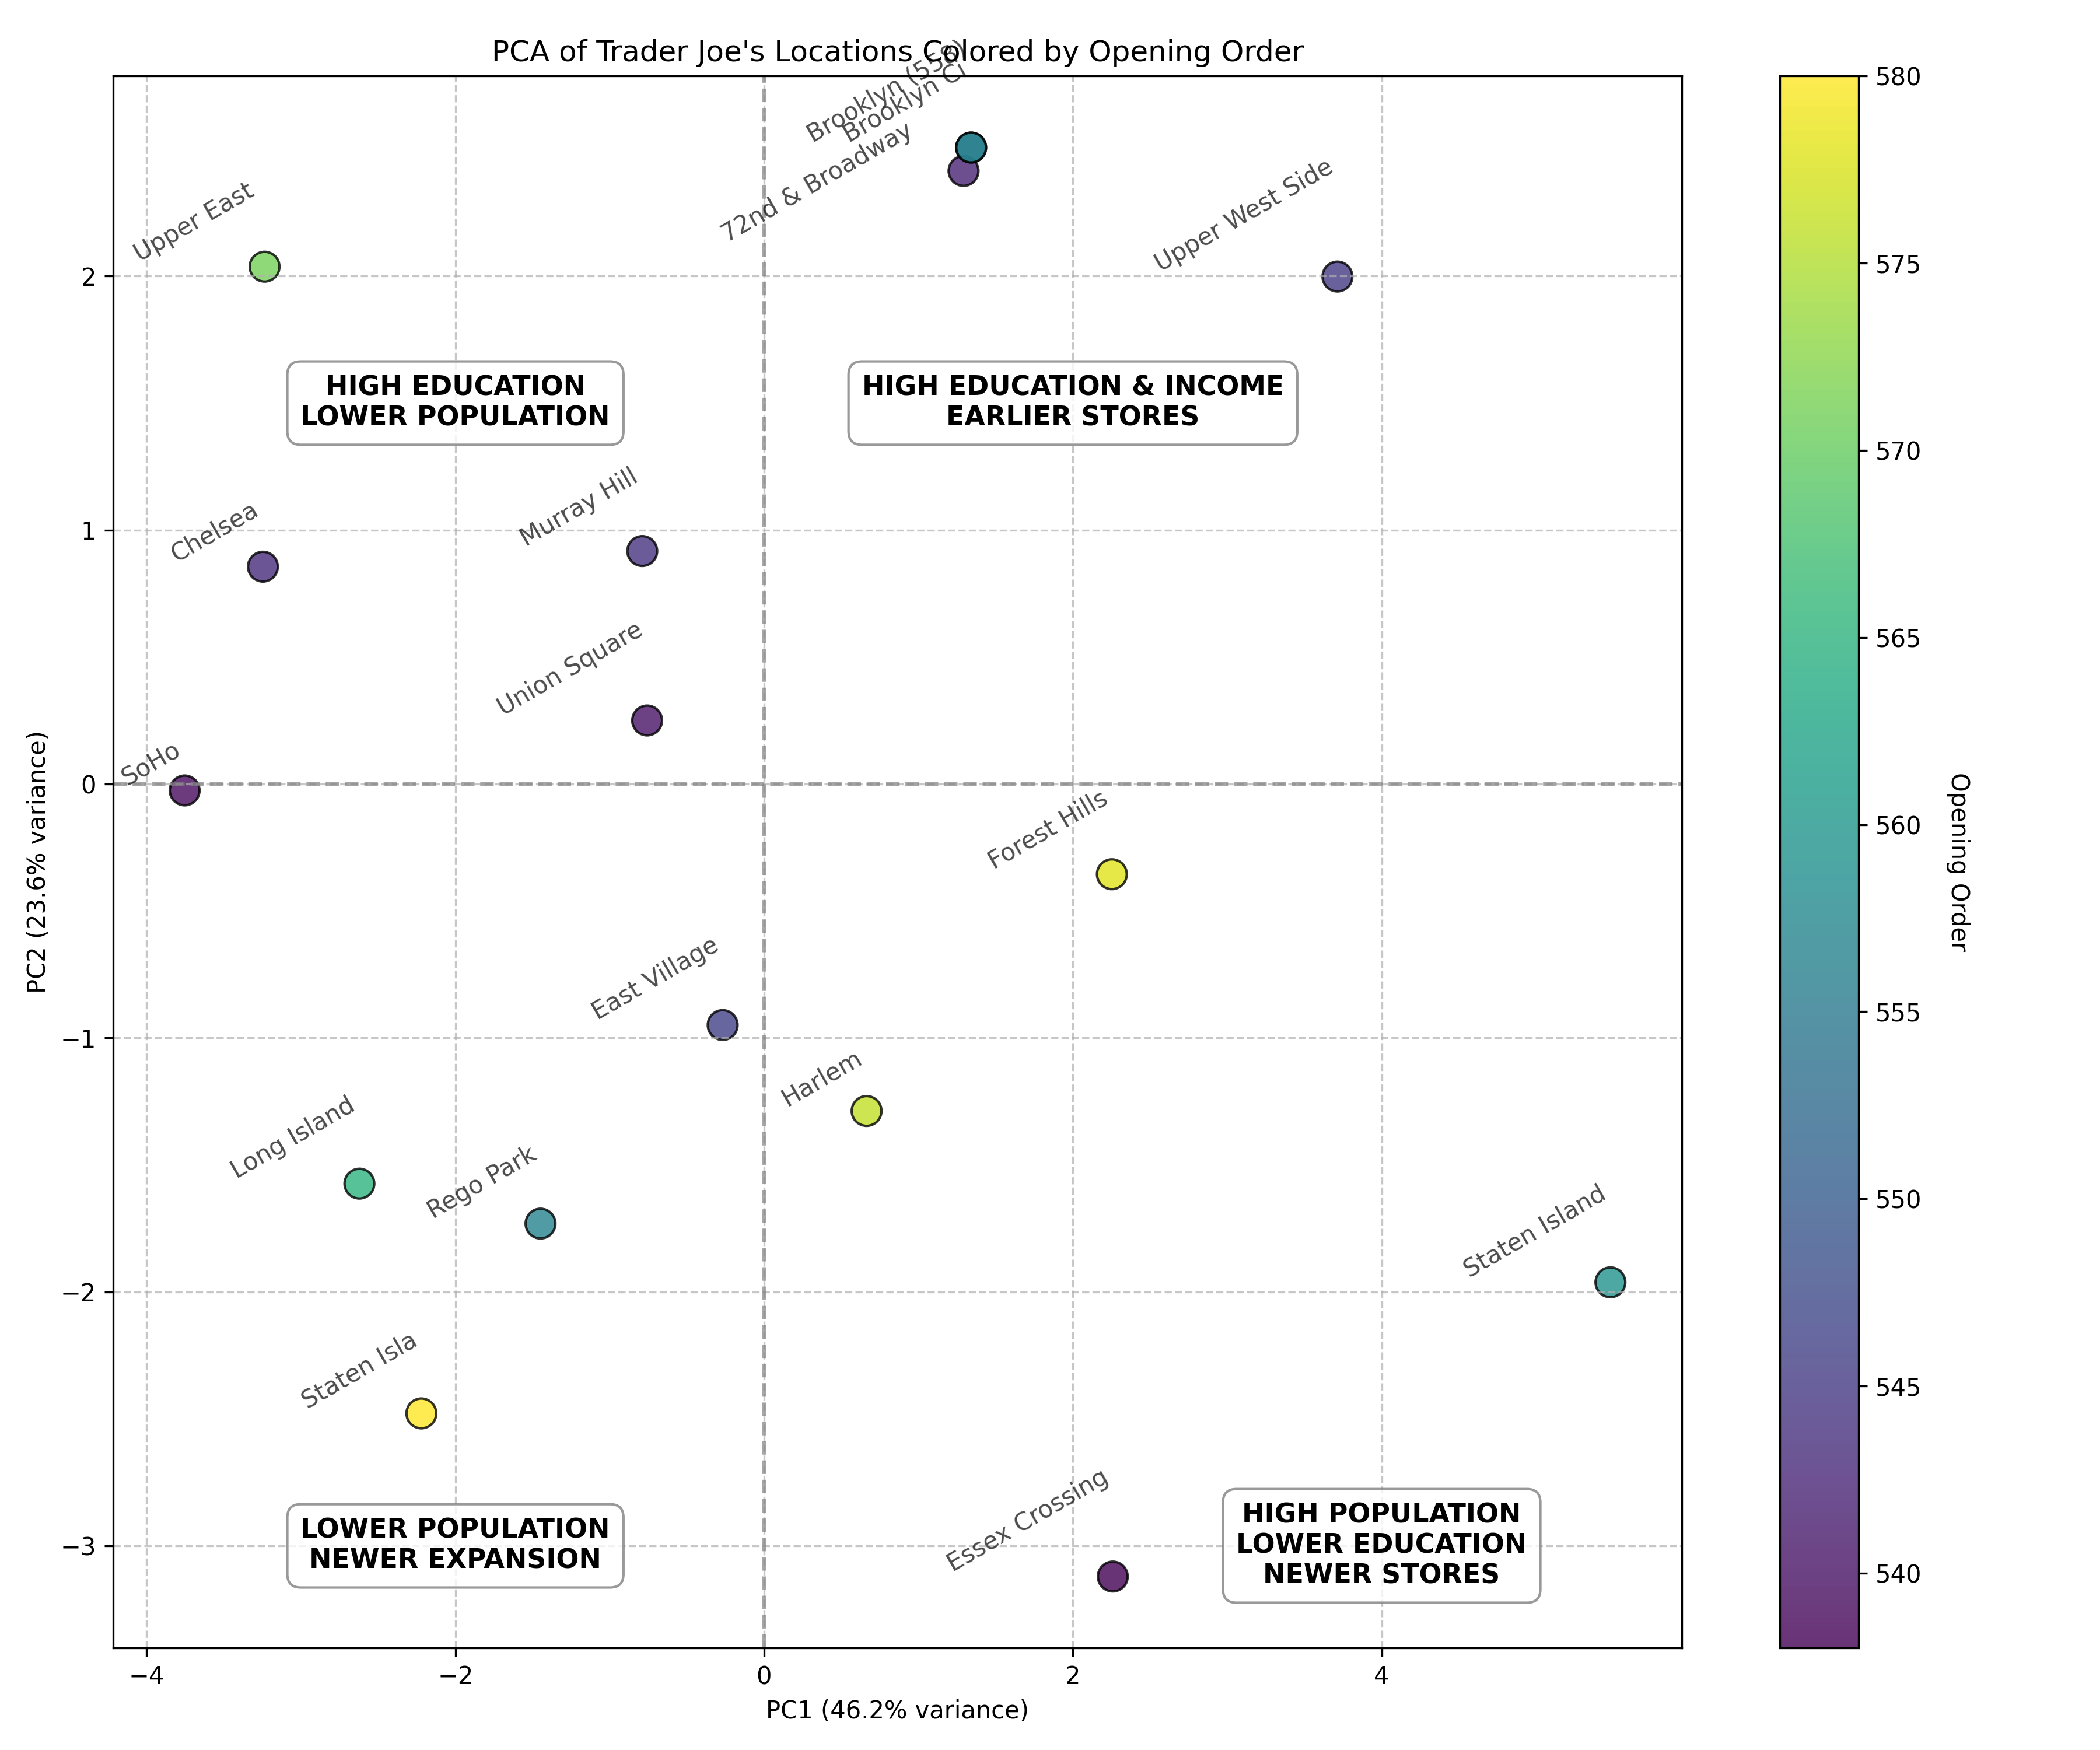 PCA of Trader Joe's Locations Colored by Opening Order
Brooklyn (558)
Brooklyn Ci
72nd & Broadway
Upper West Side
Upper East
HIGH EDUCATION
LOWER POPULATION
HIGH EDUCATION & INCOME
EARLIER STORES
Murray Hill
Chelsea
Union Square
SoHo
Forest Hills
East Village
Harlem
Long Island
Rego Park
Staten Island
Staten Isla
Essex Crossing
LOWER POPULATION
NEWER EXPANSION
HIGH POPULATION
LOWER EDUCATION
NEWER STORES
2
1
0
−1
−2
−3
PC2 (23.6% variance)
−4
−2
0
2
4
PC1 (46.2% variance)
580
575
570
565
560
555
550
545
540
Opening Order